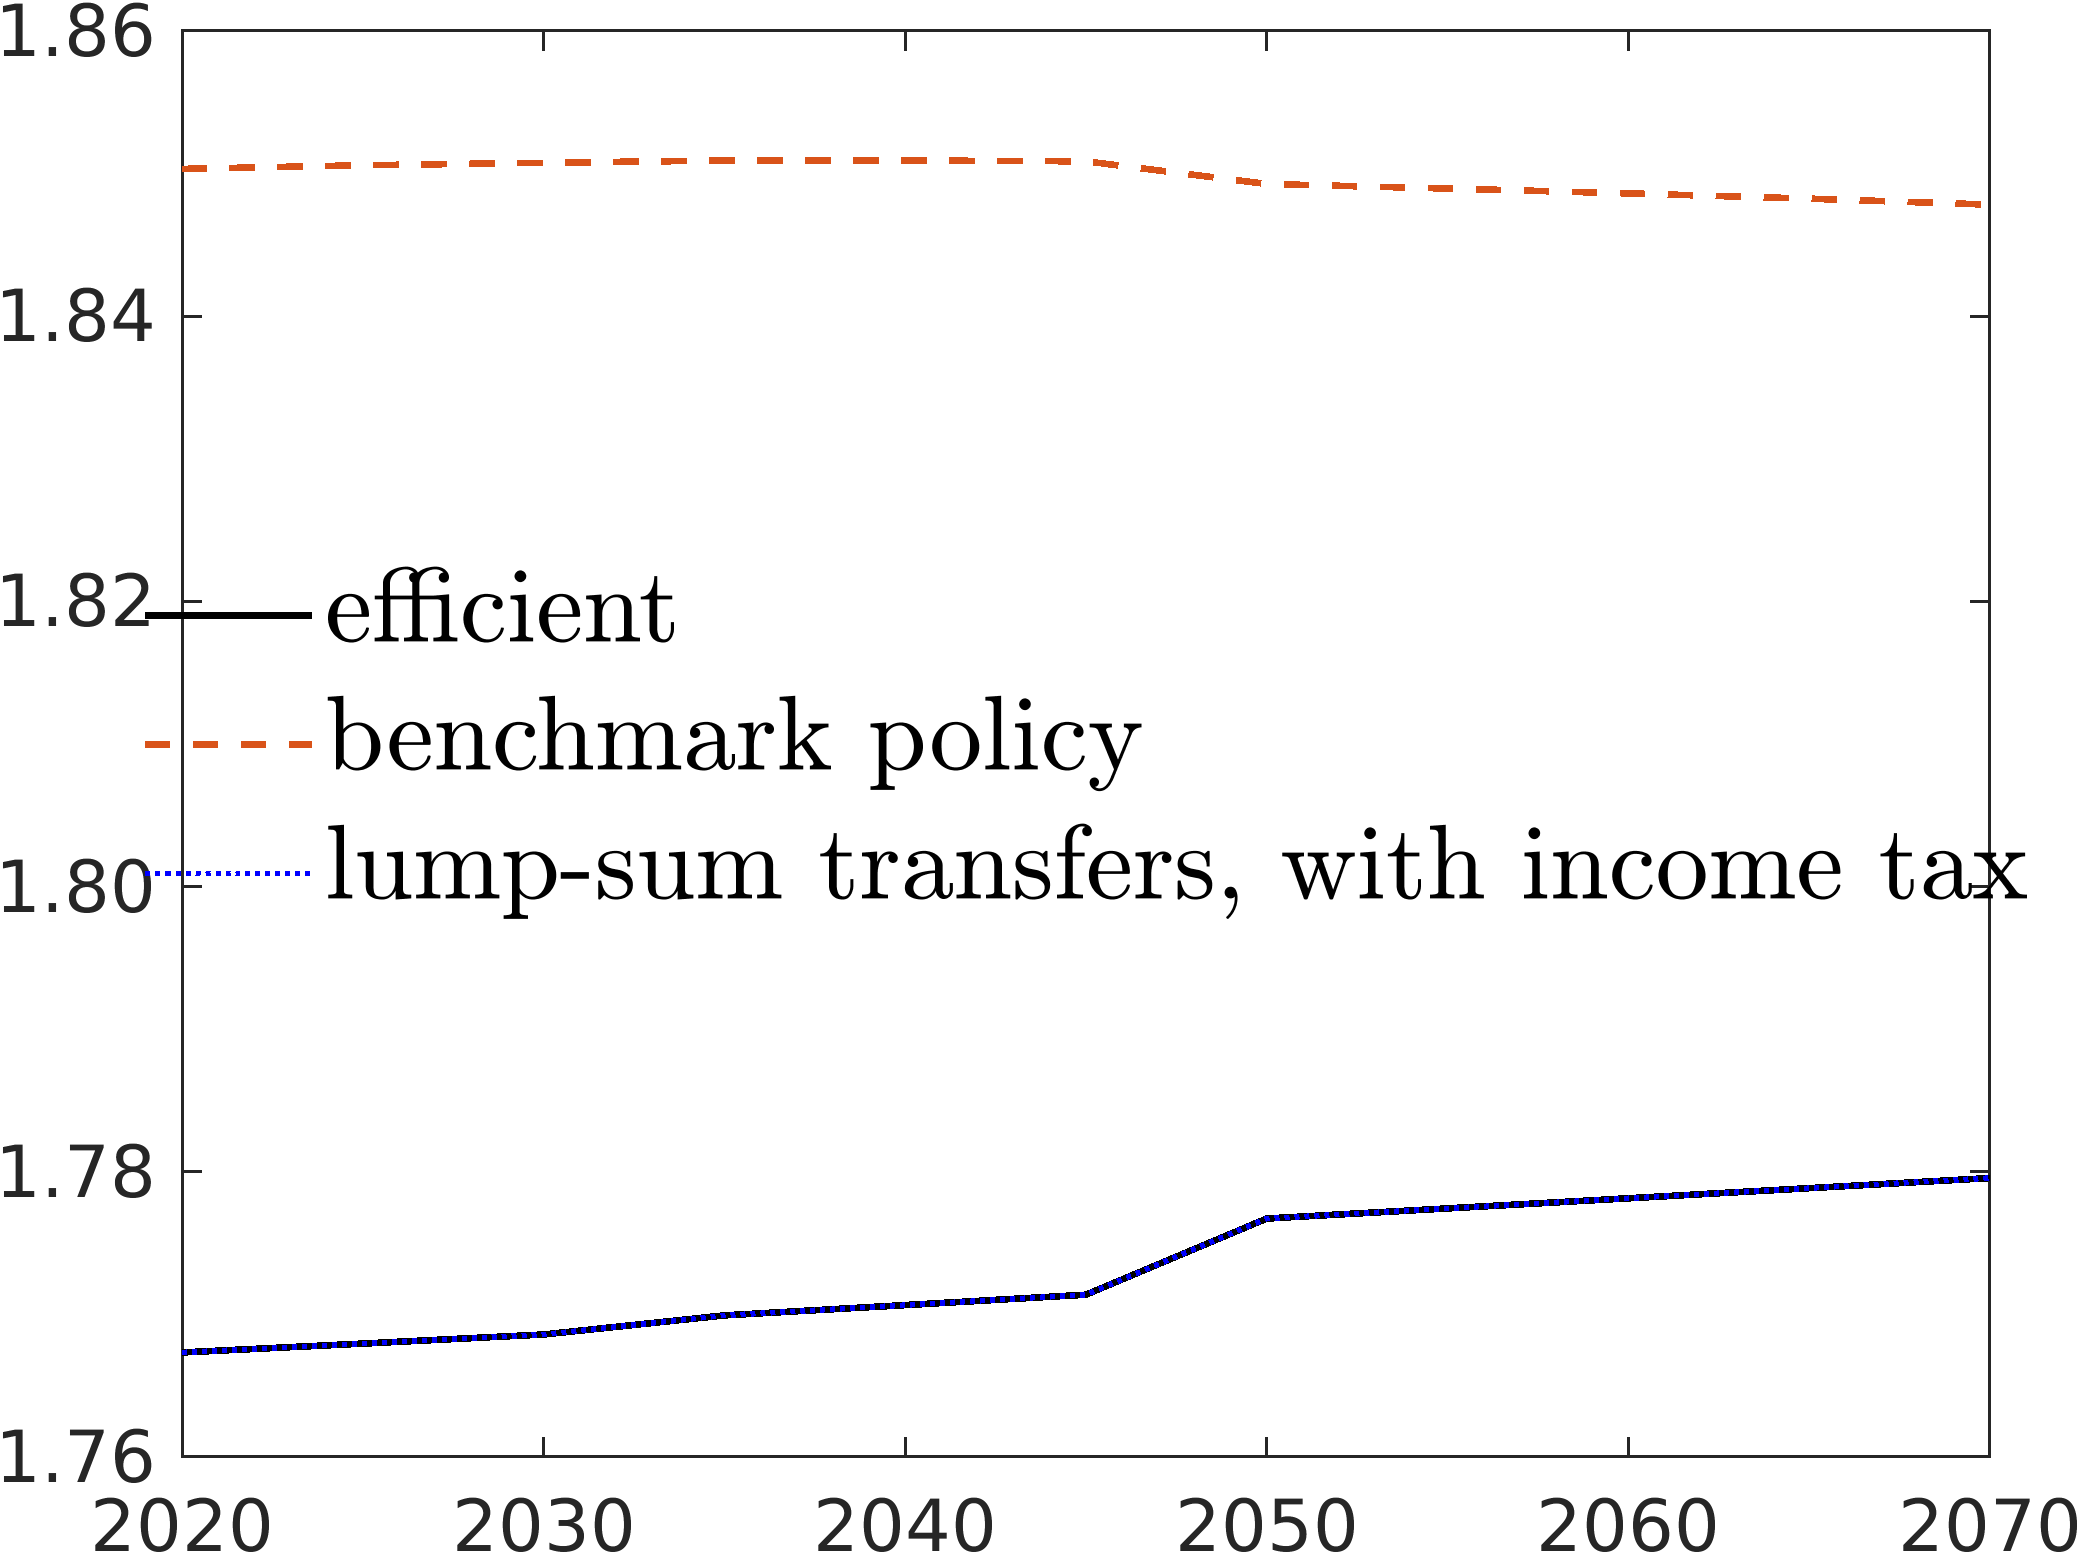 1.86
1.84
1.82
efficient
benchmark policy
lump-sum transfers, with income tax
1.80
1.78
1.76
2020 2030 2040 2050 2060 2070